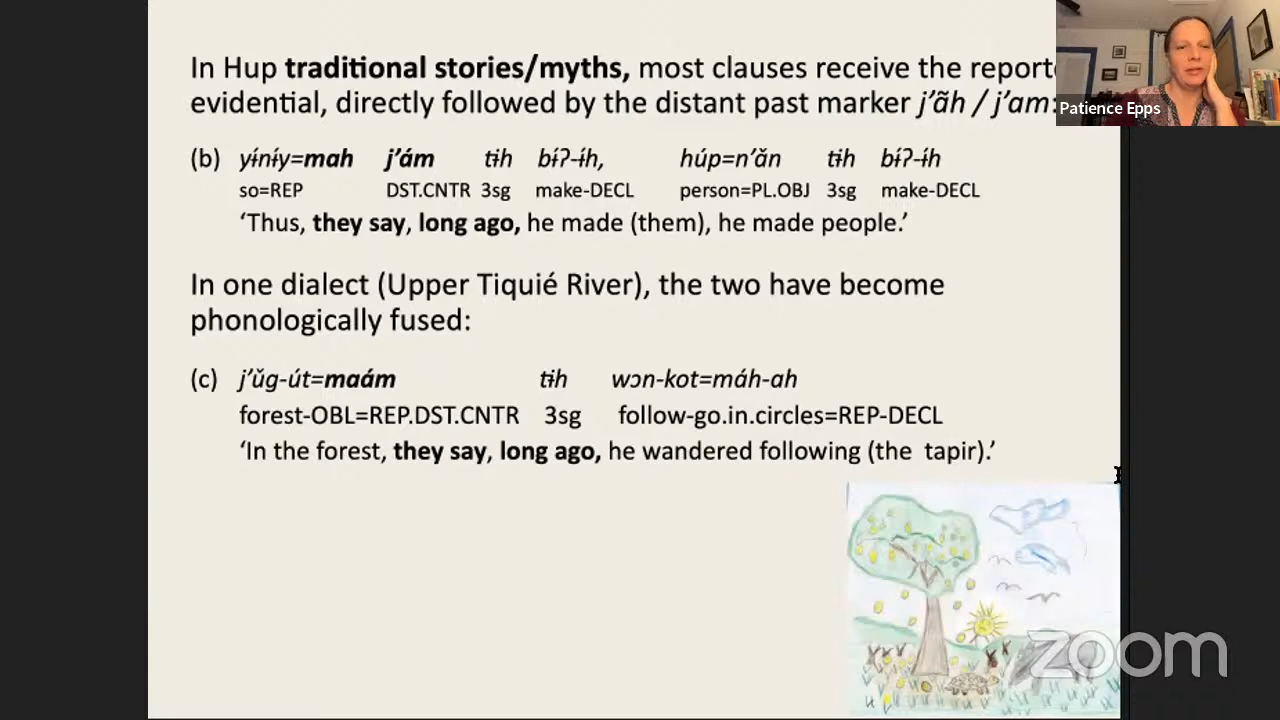 In Hup traditional stories/myths, most clauses receive the reporte
evidential, directly followed by the distant past marker j’ãh / j’am:
(b) yɨ́nɨ́y=mah j’ám tɨh bɨ́ʔ-ɨ́h, húp=n’ǎn tɨh bɨ́ʔ-ɨ́h
so=REP DST.CNTR 3sg make-DECL person=PL.OBJ 3sg make-DECL
‘Thus, they say, long ago, he made (them), he made people.’
In one dialect (Upper Tiquié River), the two have become
phonologically fused:
(c) j’ǔg-út=maám tɨh wɔn-kot=máh-ah
forest-OBL=REP.DST.CNTR 3sg follow-go.in.circles=REP-DECL
‘In the forest, they say, long ago, he wandered following (the tapir).’
Patience Epps
zoom